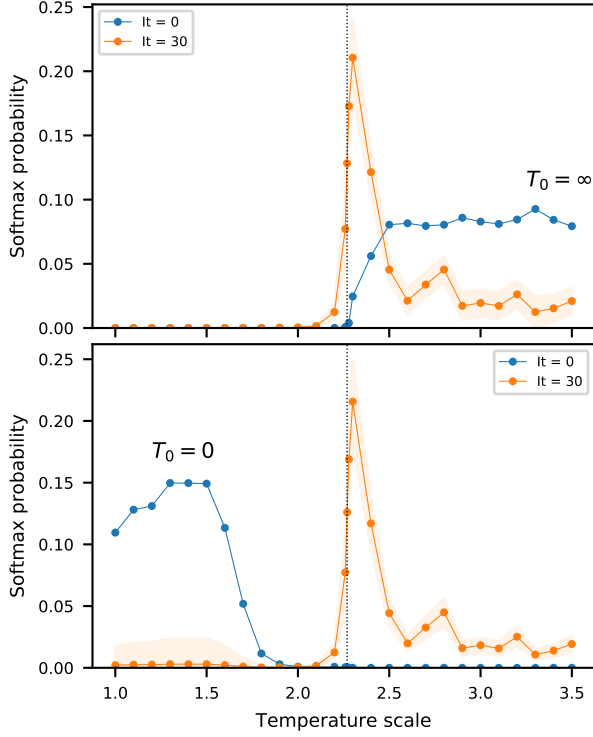 0.25
It = 0
It = 30
0.20
0.15
T₀ = ∞
0.10
0.05
0.00
Softmax probability
0.25
It = 0
It = 30
0.20
T₀ = 0
0.15
0.10
0.05
0.00
Softmax probability
1.0 1.5 2.0 2.5 3.0 3.5
Temperature scale